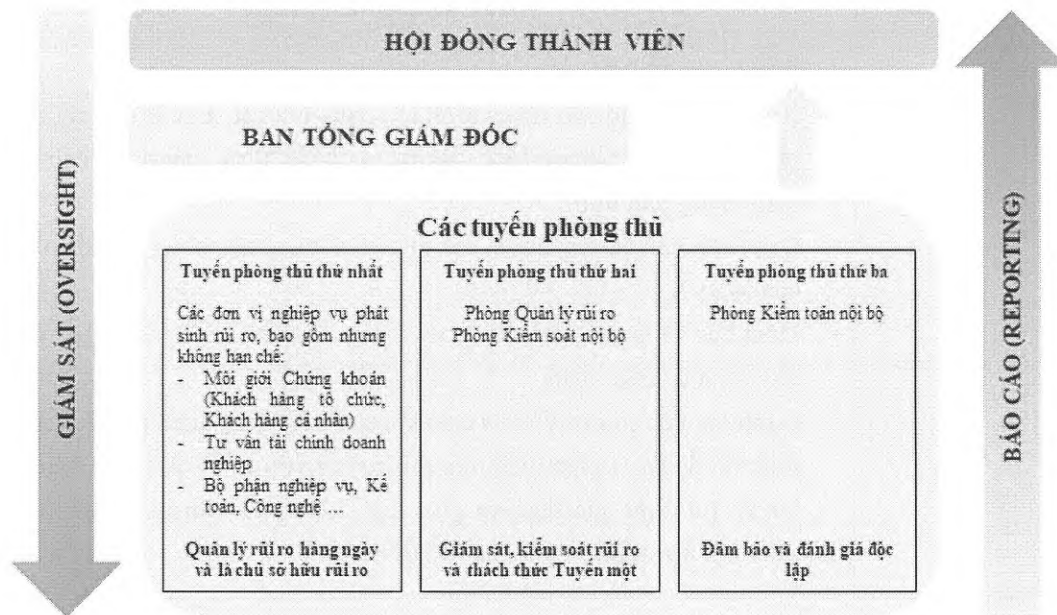 HỘI ĐỒNG THÀNH VIÊN
BAN TỔNG GIÁM ĐỐC
GIÁM SÁT (OVERSIGHT)
BÁO CÁO (REPORTING)
Các tuyến phòng thủ
Tuyến phòng thủ thứ nhất
Các đơn vị nghiệp vụ phát
sinh rủi ro, bao gồm nhưng
không hạn chế:
- Môi giới Chứng khoán
(Khách hàng tổ chức,
Khách hàng cá nhân)
- Tư vấn tài chính doanh
nghiệp
- Bộ phận nghiệp vụ, Kế
toán, Công nghệ ...
Quản lý rủi ro hàng ngày
và là chủ sở hữu rủi ro
Tuyến phòng thủ thứ hai
Phòng Quản lý rủi ro
Phòng Kiểm soát nội bộ
Giám sát, kiểm soát rủi ro
và thách thức Tuyến một
Tuyến phòng thủ thứ ba
Phòng Kiểm toán nội bộ
Đảm bảo và đánh giá độc
lập